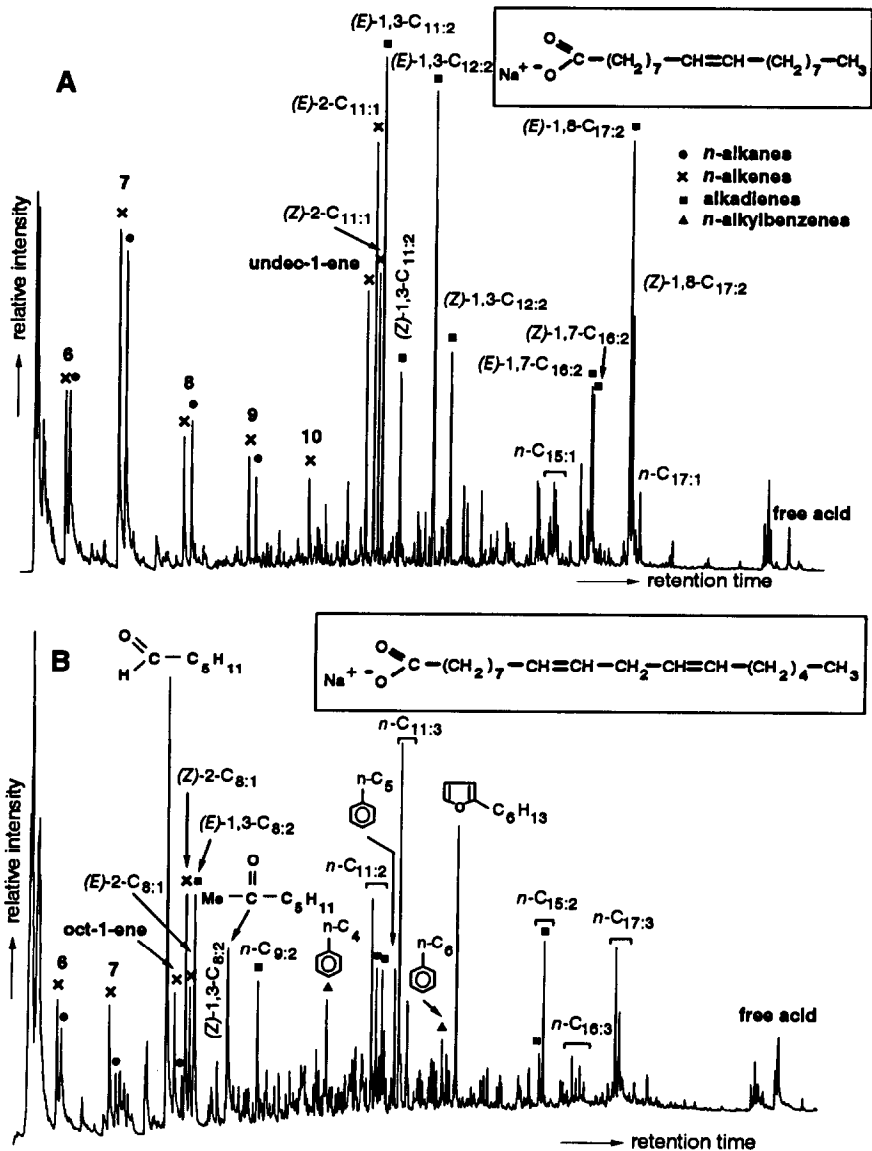 A
(E)-1,3-C11:2
(E)-1,3-C12:2
O
Na+ -O C—(CH2)7—CH=CH—(CH2)7—CH3
(E)-2-C11:1
(E)-1,8-C17:2
● n-alkanes
× n-alkenes
■ alkadienes
▲ n-alkylbenzenes
7
(Z)-2-C11:1
undec-1-ene
(Z)-1,3-C11:2
(Z)-1,8-C17:2
(Z)-1,3-C12:2
relative intensity
(Z)-1,7-C16:2
(E)-1,7-C16:2
6
8
9
10
n-C15:1
n-C17:1
free acid
retention time
B
O
H C C5H11
O
Na+ -O C—(CH2)7—CH=CH—CH2—CH=CH—(CH2)4—CH3
n-C11:3
(Z)-2-C8:1
n-C5
O
C6H13
(E)-1,3-C8:2
relative intensity
O
(E)-2-C8:1
Me—C C5H11
n-C11:2
oct-1-ene
n-C4
n-C15:2
n-C17:3
(Z)-1,3-C8:2
n-C9:2
n-C6
6
7
n-C16:3
free acid
retention time